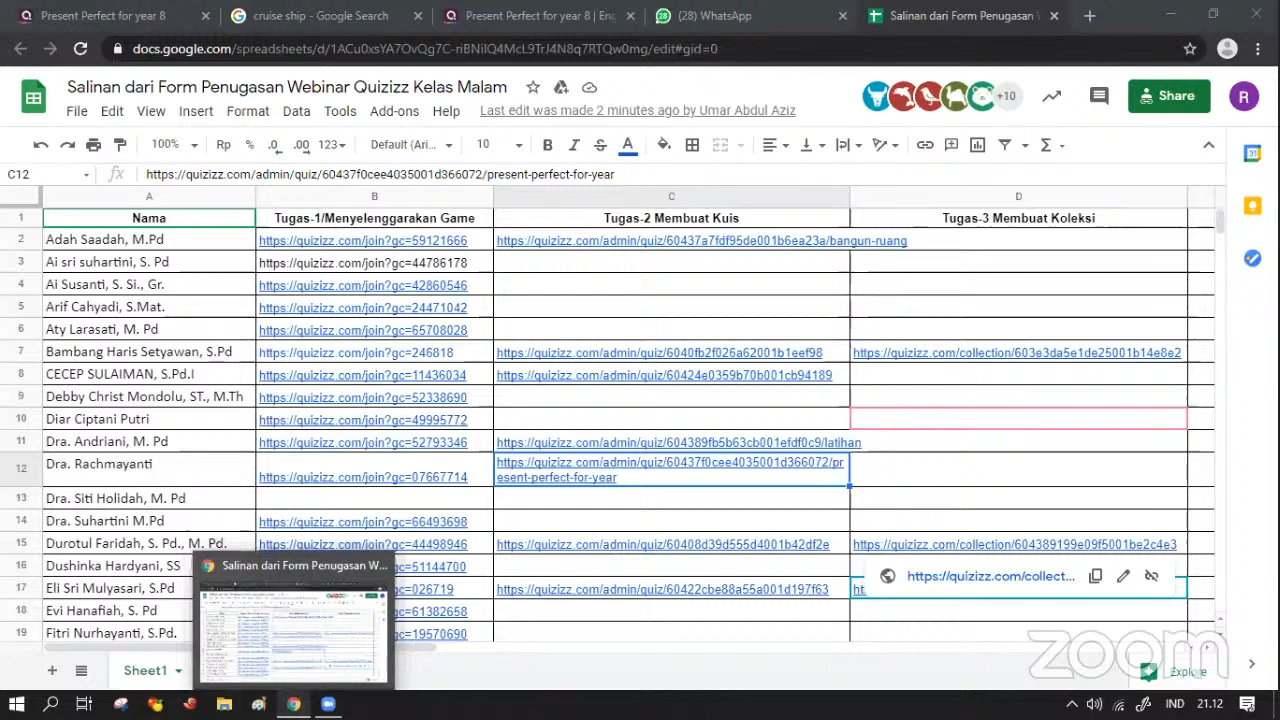 Present Perfect for year 8
cruise ship - Google Search
Present Perfect for year 8 | Eng
(28) WhatsApp
Salinan dari Form Penugasan W
docs.google.com/spreadsheets/d/1ACu0xsYA7OvQg7C-riBNilQ4McL9TrJ4N8q7RTQw0mg/edit#gid=0
Salinan dari Form Penugasan Webinar Quizizz Kelas Malam
+10
Share
R
File Edit View Insert Format Data Tools Add-ons Help Last edit was made 2 minutes ago by Umar Abdul Aziz
100% Rp % .0 .00 123 Default (Ari... 10 B I S A
C12 fx https://quizizz.com/admin/quiz/60437f0cee4035001d366072/present-perfect-for-year
A B C D
1 Nama Tugas-1/Menyelenggarakan Game Tugas-2 Membuat Kuis Tugas-3 Membuat Koleksi
2 Adah Saadah, M.Pd https://quizizz.com/join?gc=59121666 https://quizizz.com/admin/quiz/60437a7fdf95de001b6ea23a/bangun-ruang
3 Ai sri suhartini, S. Pd https://quizizz.com/join?gc=44786178
4 Ai Susanti, S. Si., Gr. https://quizizz.com/join?gc=42860546
5 Arif Cahyadi, S.Mat. https://quizizz.com/join?gc=24471042
6 Aty Larasati, M. Pd https://quizizz.com/join?gc=65708028
7 Bambang Haris Setyawan, S.Pd https://quizizz.com/join?gc=246818 https://quizizz.com/admin/quiz/6040fb2f026a62001b1eef98 https://quizizz.com/collection/603e3da5e1de25001b14e8e2
8 CECEP SULAIMAN, S.Pd.I https://quizizz.com/join?gc=11436034 https://quizizz.com/admin/quiz/60424e0359b70b001cb94189
9 Debby Christ Mondolu, ST., M.Th https://quizizz.com/join?gc=52338690
10 Diar Ciptani Putri https://quizizz.com/join?gc=49995772
11 Dra. Andriani, M. Pd https://quizizz.com/join?gc=52793346 https://quizizz.com/admin/quiz/604389fb5b63cb001efdf0c9/latihan
12 Dra. Rachmayanti https://quizizz.com/join?gc=07667714 https://quizizz.com/admin/quiz/60437f0cee4035001d366072/pr
esent-perfect-for-year
13 Dra. Siti Holidah, M. Pd
14 Dra. Suhartini M.Pd https://quizizz.com/join?gc=66493698
15 Durotul Faridah, S. Pd., M. Pd. https://quizizz.com/join?gc=44498946 https://quizizz.com/admin/quiz/60408d39d555d4001b42df2e https://quizizz.com/collection/604389199e09f5001be2c4e3
16 Dushinka Hardyani, SS =51144700
17 Eli Sri Mulyasari, S.Pd =026719 https://quizizz.com/admin/quiz/60422cbe88a55a001d197f63 ht
https://quizizz.com/collect...
18 Evi Hanafiah, S. Pd =61382658
19 Fitri Nurhayanti, S. =16570690
Salinan dari Form Penugasan W...
Sheet1
Explore
zoom
IND 21.12